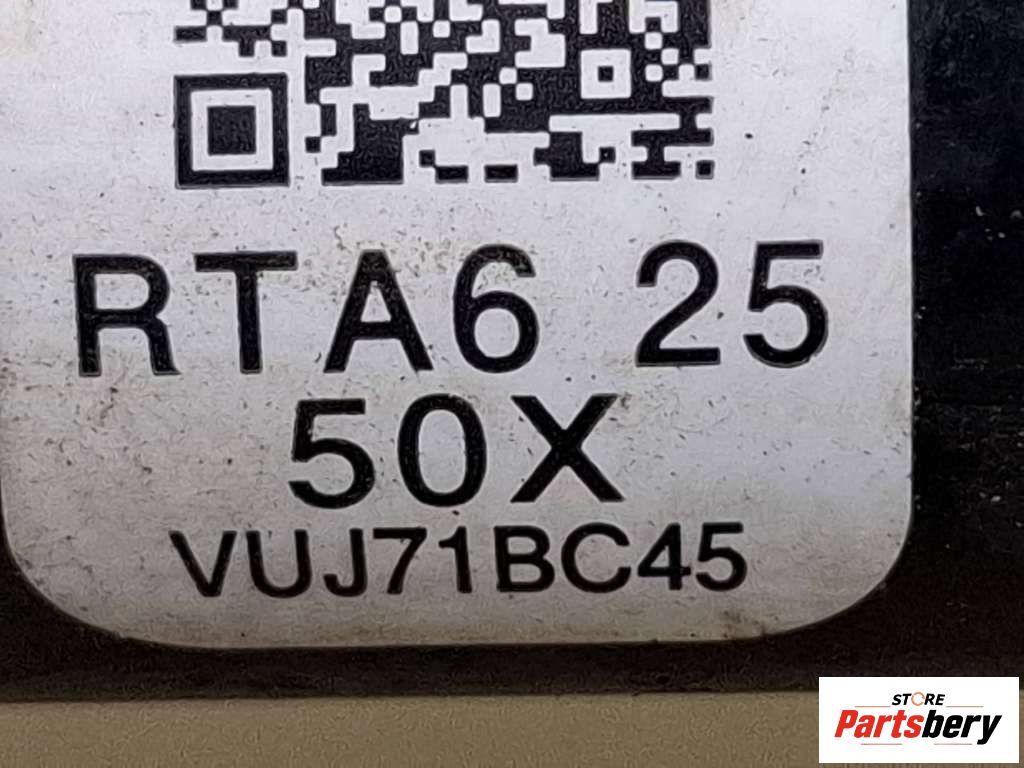 RTA6 25
50X
VUJ71BC45
STORE
Partsbery